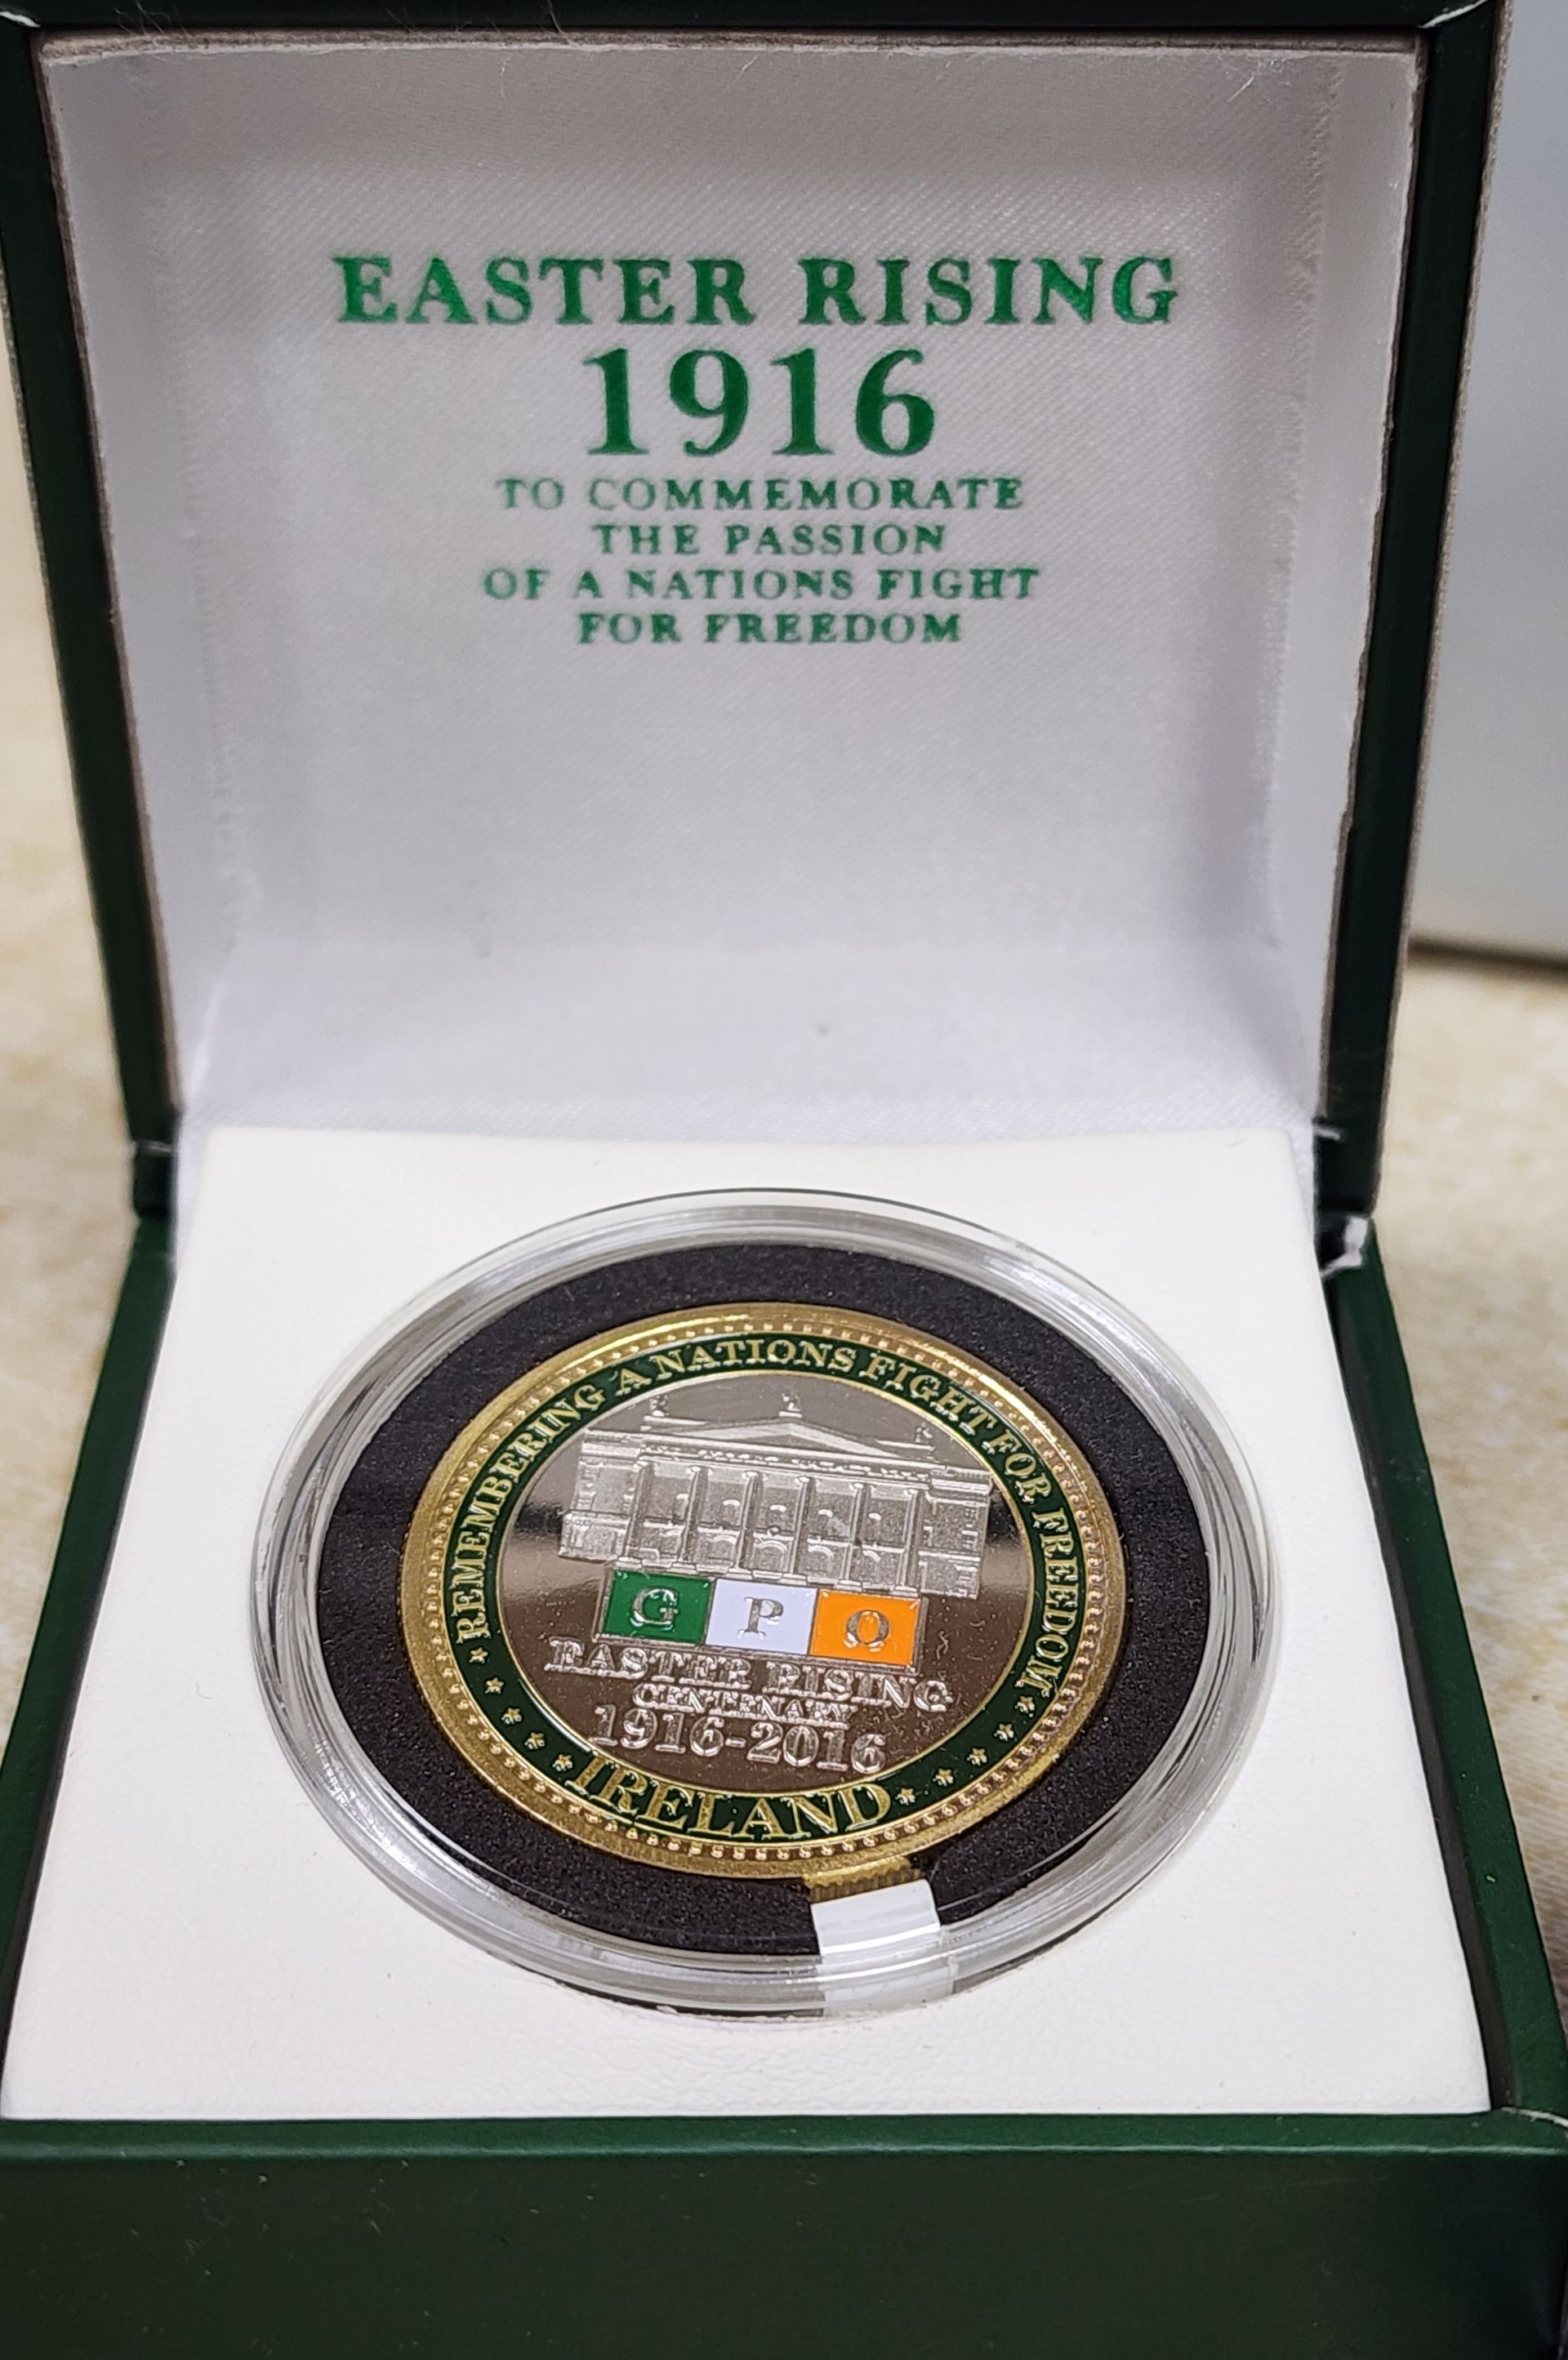 EASTER RISING
1916
TO COMMEMORATE
THE PASSION
OF A NATIONS FIGHT
FOR FREEDOM
REMEMBERING A NATIONS FIGHT FOR FREEDOM
G P O
EASTER RISING
CENTENARY
1916-2016
IRELAND